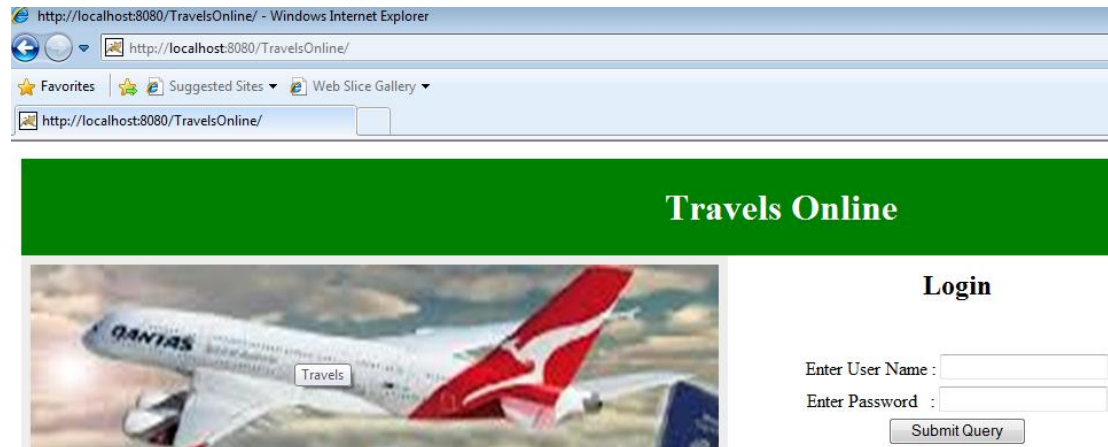 http://localhost:8080/TravelsOnline/ - Windows Internet Explorer
http://localhost:8080/TravelsOnline/
Favorites Suggested Sites Web Slice Gallery
http://localhost:8080/TravelsOnline/
Travels Online
QANTAS
Travels
Login
Enter User Name :
Enter Password :
Submit Query